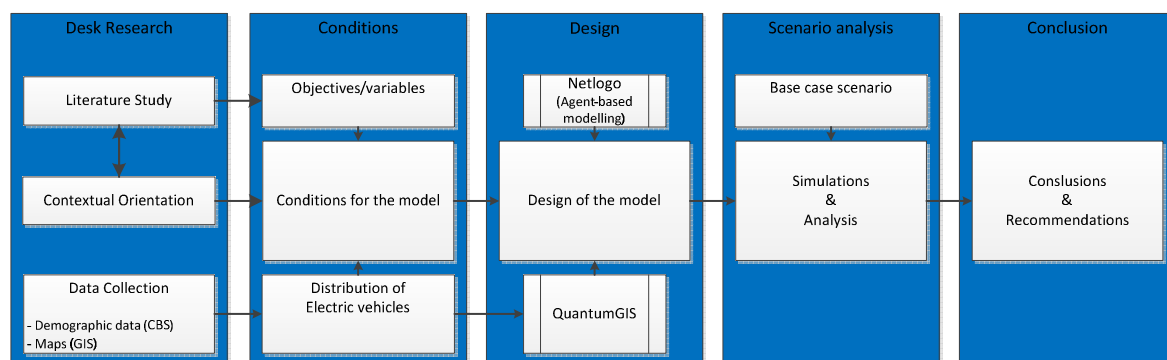 Desk Research
Literature Study
Contextual Orientation
Data Collection
- Demographic data (CBS)
- Maps (GIS)
Conditions
Objectives/variables
Conditions for the model
Distribution of
Electric vehicles
Design
Netlogo
(Agent-based
modelling)
Design of the model
QuantumGIS
Scenario analysis
Base case scenario
Simulations
&
Analysis
Conclusion
Conslusions
&
Recommendations